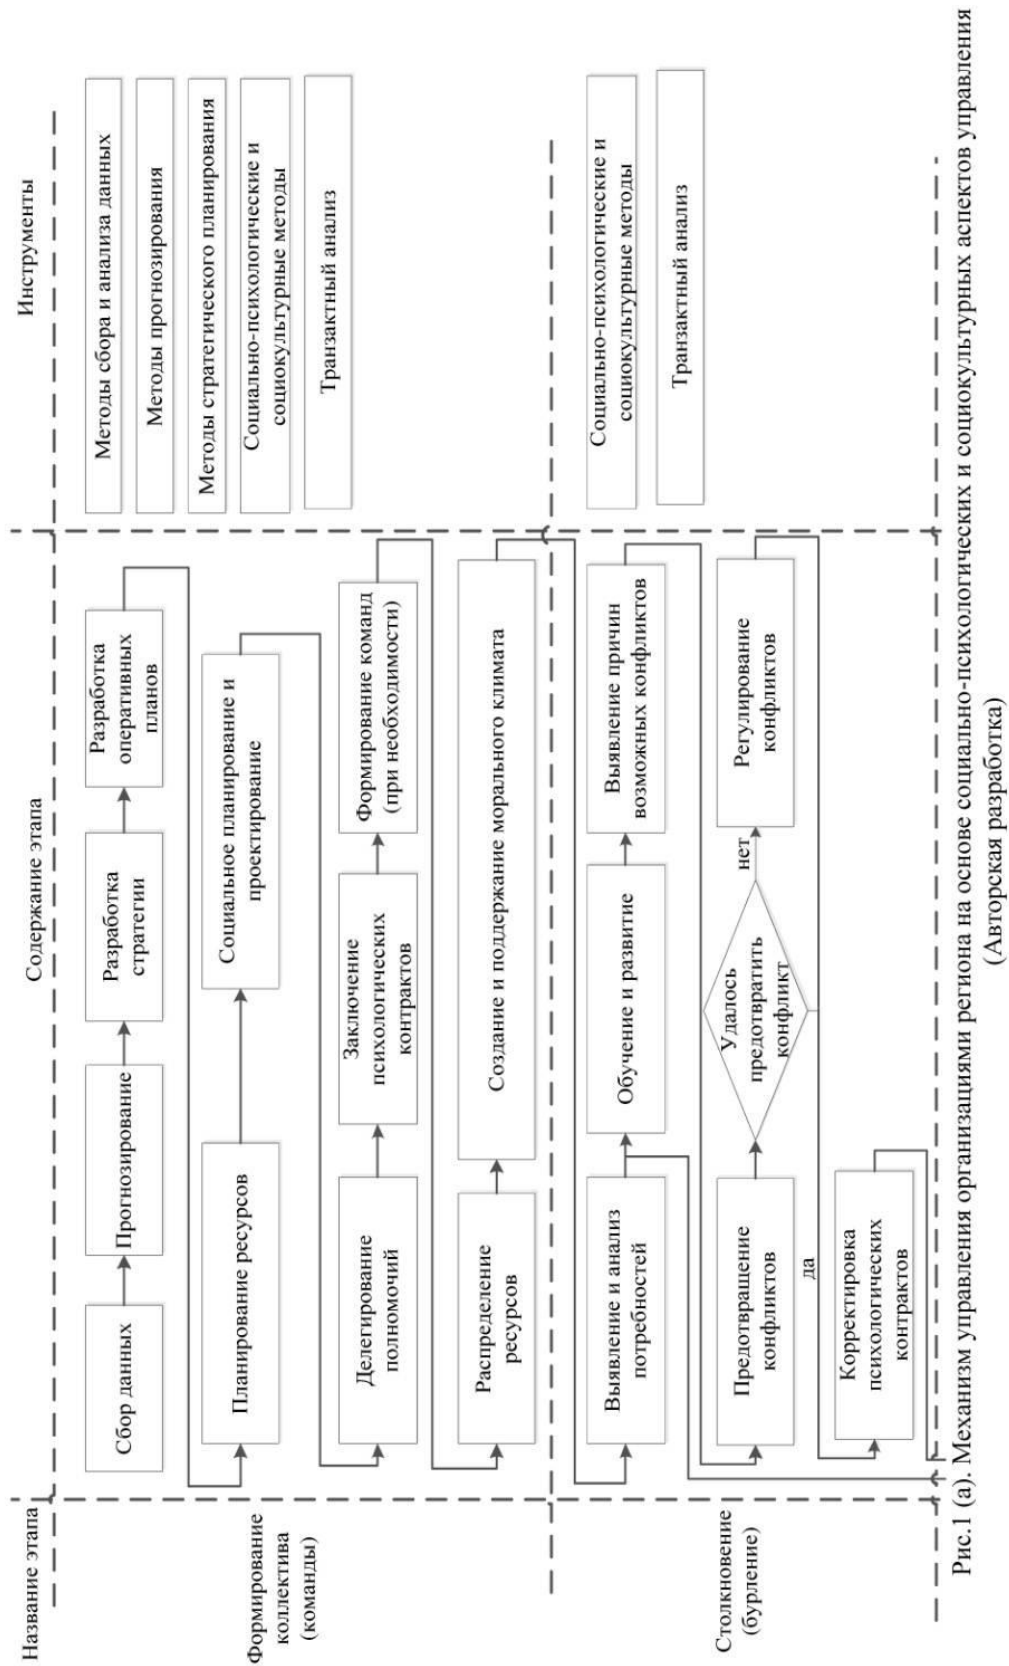 Название этапа
Содержание этапа
Инструменты
Формирование
коллектива
(команды)
Сбор данных
Прогнозирование
Разработка
стратегии
Разработка
оперативных
планов
Планирование ресурсов
Социальное планирование и
проектирование
Делегирование
полномочий
Заключение
психологических
контрактов
Формирование команд
(при необходимости)
Распределение
ресурсов
Создание и поддержание морального климата
Методы сбора и анализа данных
Методы прогнозирования
Методы стратегического планирования
Социально-психологические и
социокультурные методы
Транзактный анализ
Столкновение
(бурление)
Выявление и анализ
потребностей
Обучение и развитие
Выявление причин
возможных конфликтов
Предотвращение
конфликтов
Удалось
предотвратить
конфликт
нет
Регулирование
конфликтов
да
Корректировка
психологических
контрактов
Социально-психологические и
социокультурные методы
Транзактный анализ
Рис.1 (а). Механизм управления организациями региона на основе социально-психологических и социокультурных аспектов управления
(Авторская разработка)